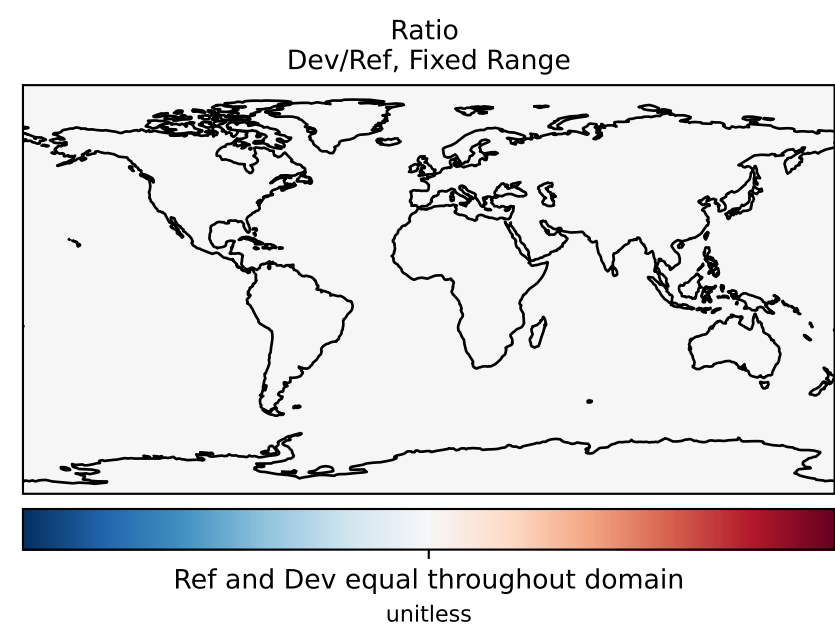 Ratio
Dev/Ref, Fixed Range
Ref and Dev equal throughout domain
unitless